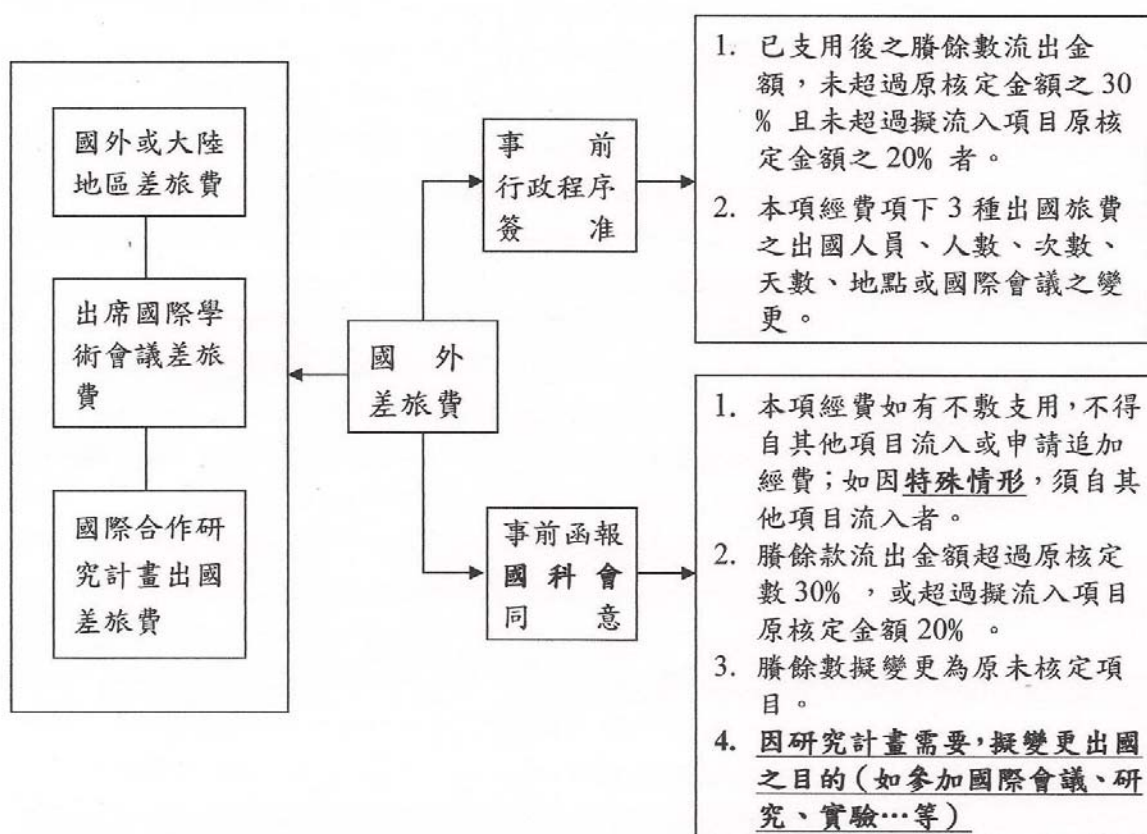 國外或大陸
地區差旅費
出席國際學
術會議差旅
費
國際合作研
究計畫出國
差旅費
國外
差旅費
事前
行政程序
簽准
事前函報
國科會
同意
1. 已支用後之賸餘數流出金
額，未超過原核定金額之 30
% 且未超過擬流入項目原核
定金額之 20% 者。
2. 本項經費項下 3 種出國旅費
之出國人員、人數、次數、
天數、地點或國際會議之變
更。
1. 本項經費如有不敷支用，不得
自其他項目流入或申請追加
經費；如因特殊情形，須自其
他項目流入者。
2. 賸餘款流出金額超過原核定
數 30% ，或超過擬流入項目
原核定金額 20% 。
3. 賸餘數擬變更為原未核定項
目。
4. 因研究計畫需要，擬變更出國
之目的（如參加國際會議、研
究、實驗…等）